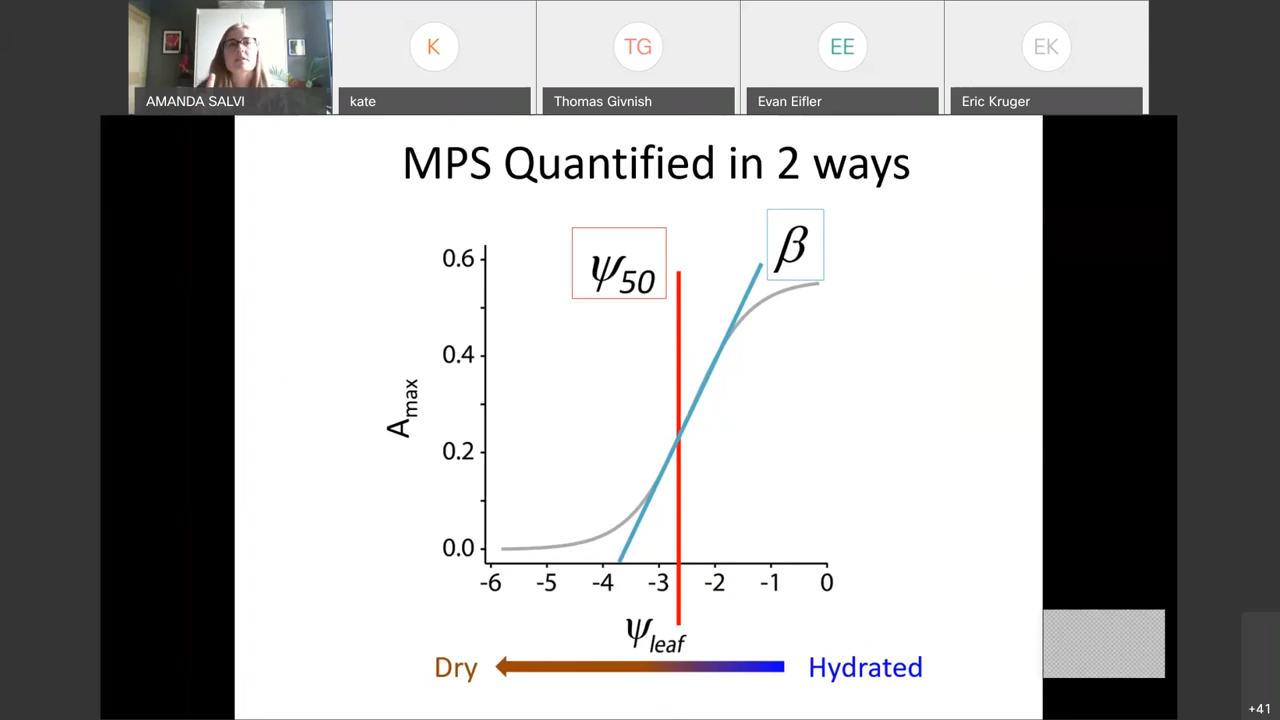 K
TG
EE
EK
AMANDA SALVI
kate
Thomas Givnish
Evan Eifler
Eric Kruger
MPS Quantified in 2 ways
ψ50
β
0.6
0.4
0.2
0.0
Amax
-6 -5 -4 -3 -2 -1 0
ψleaf
Dry
Hydrated
+41